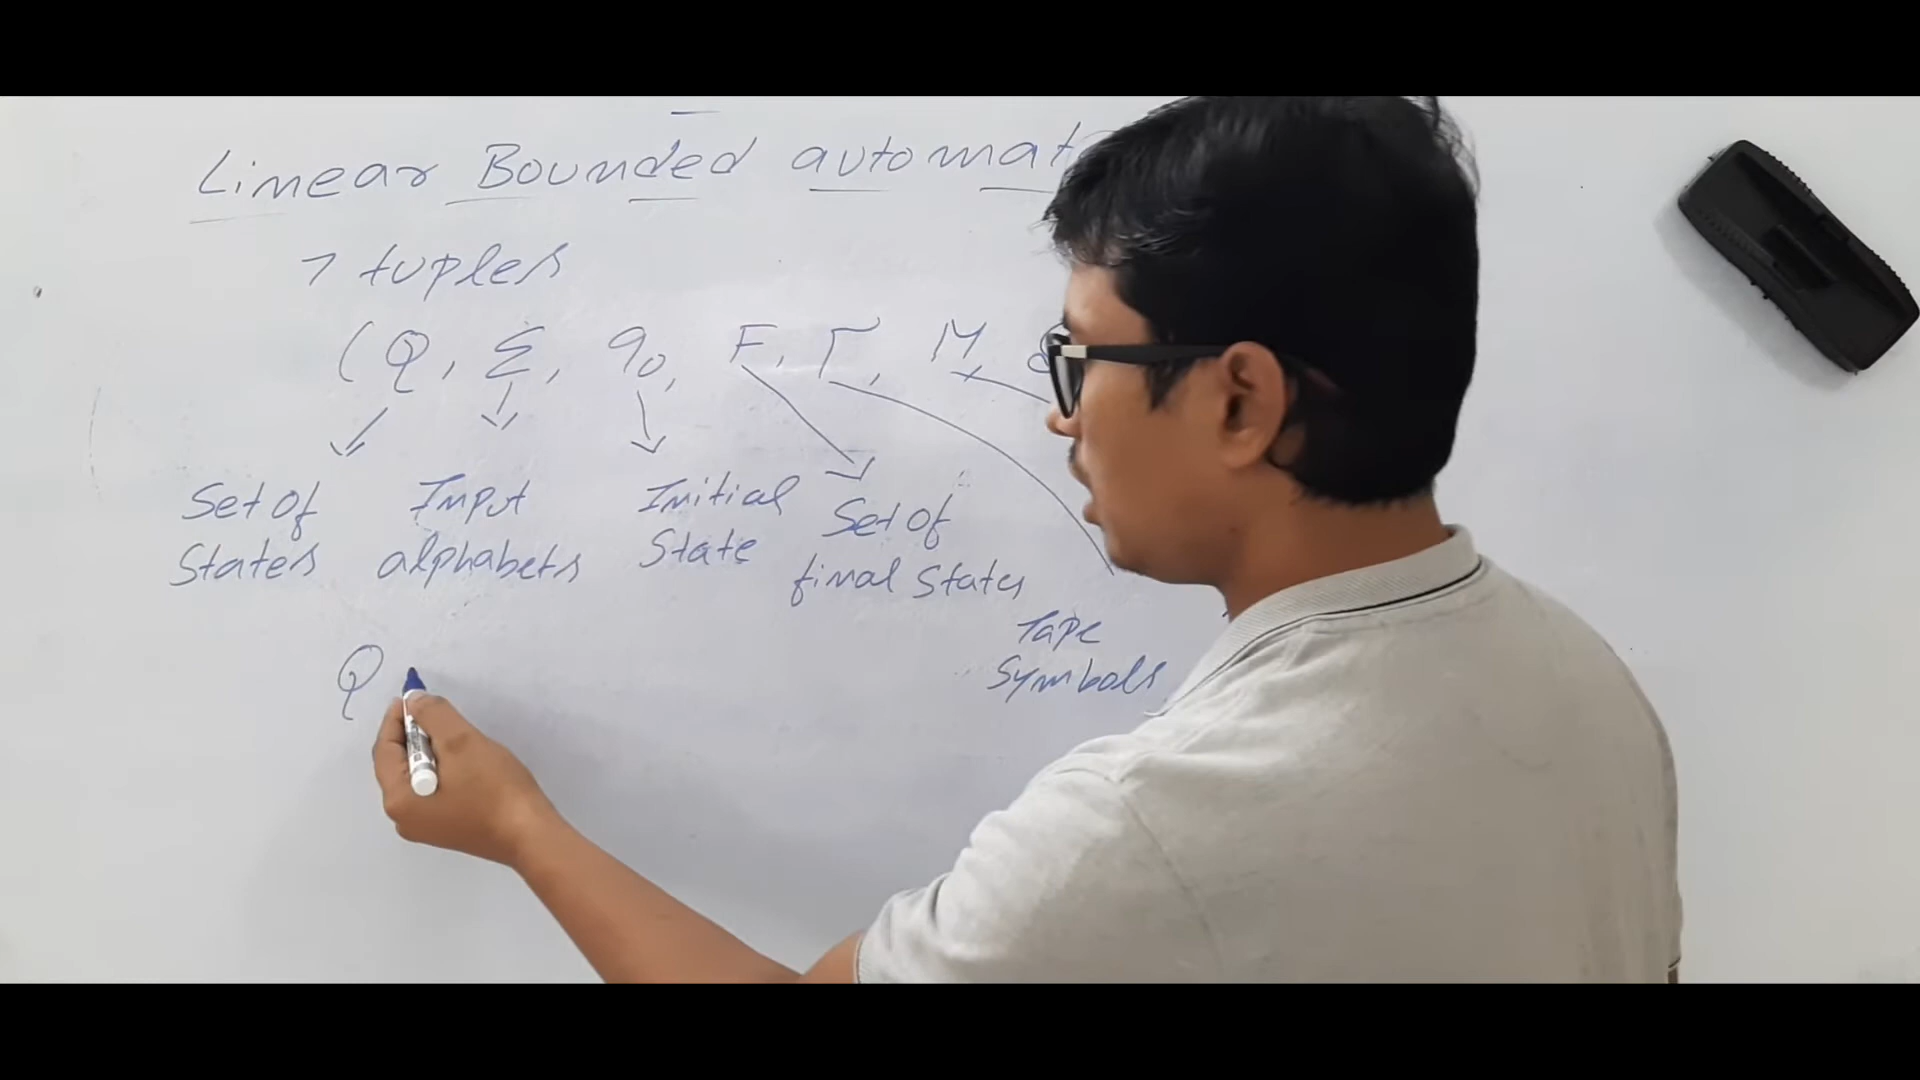 Linear Bounded automat
7 tuples
(Q, Σ, q0, F, Γ, M, δ
Set Of Input Initial Set Of
States alphabets State final States
Tape
Symbols
Q